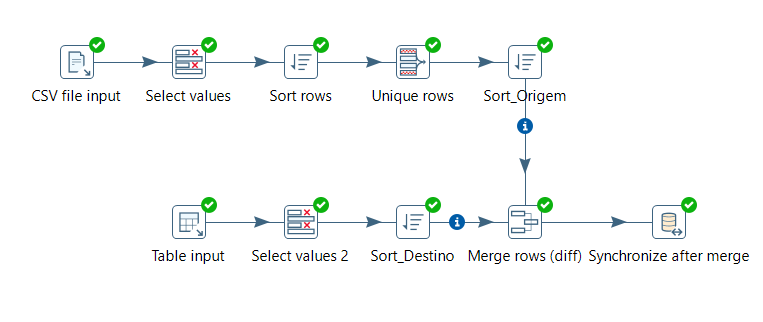 CSV file input
Select values
Sort rows
Unique rows
Sort_Origem
Table input
Select values 2
Sort_Destino
Merge rows (diff)
Synchronize after merge